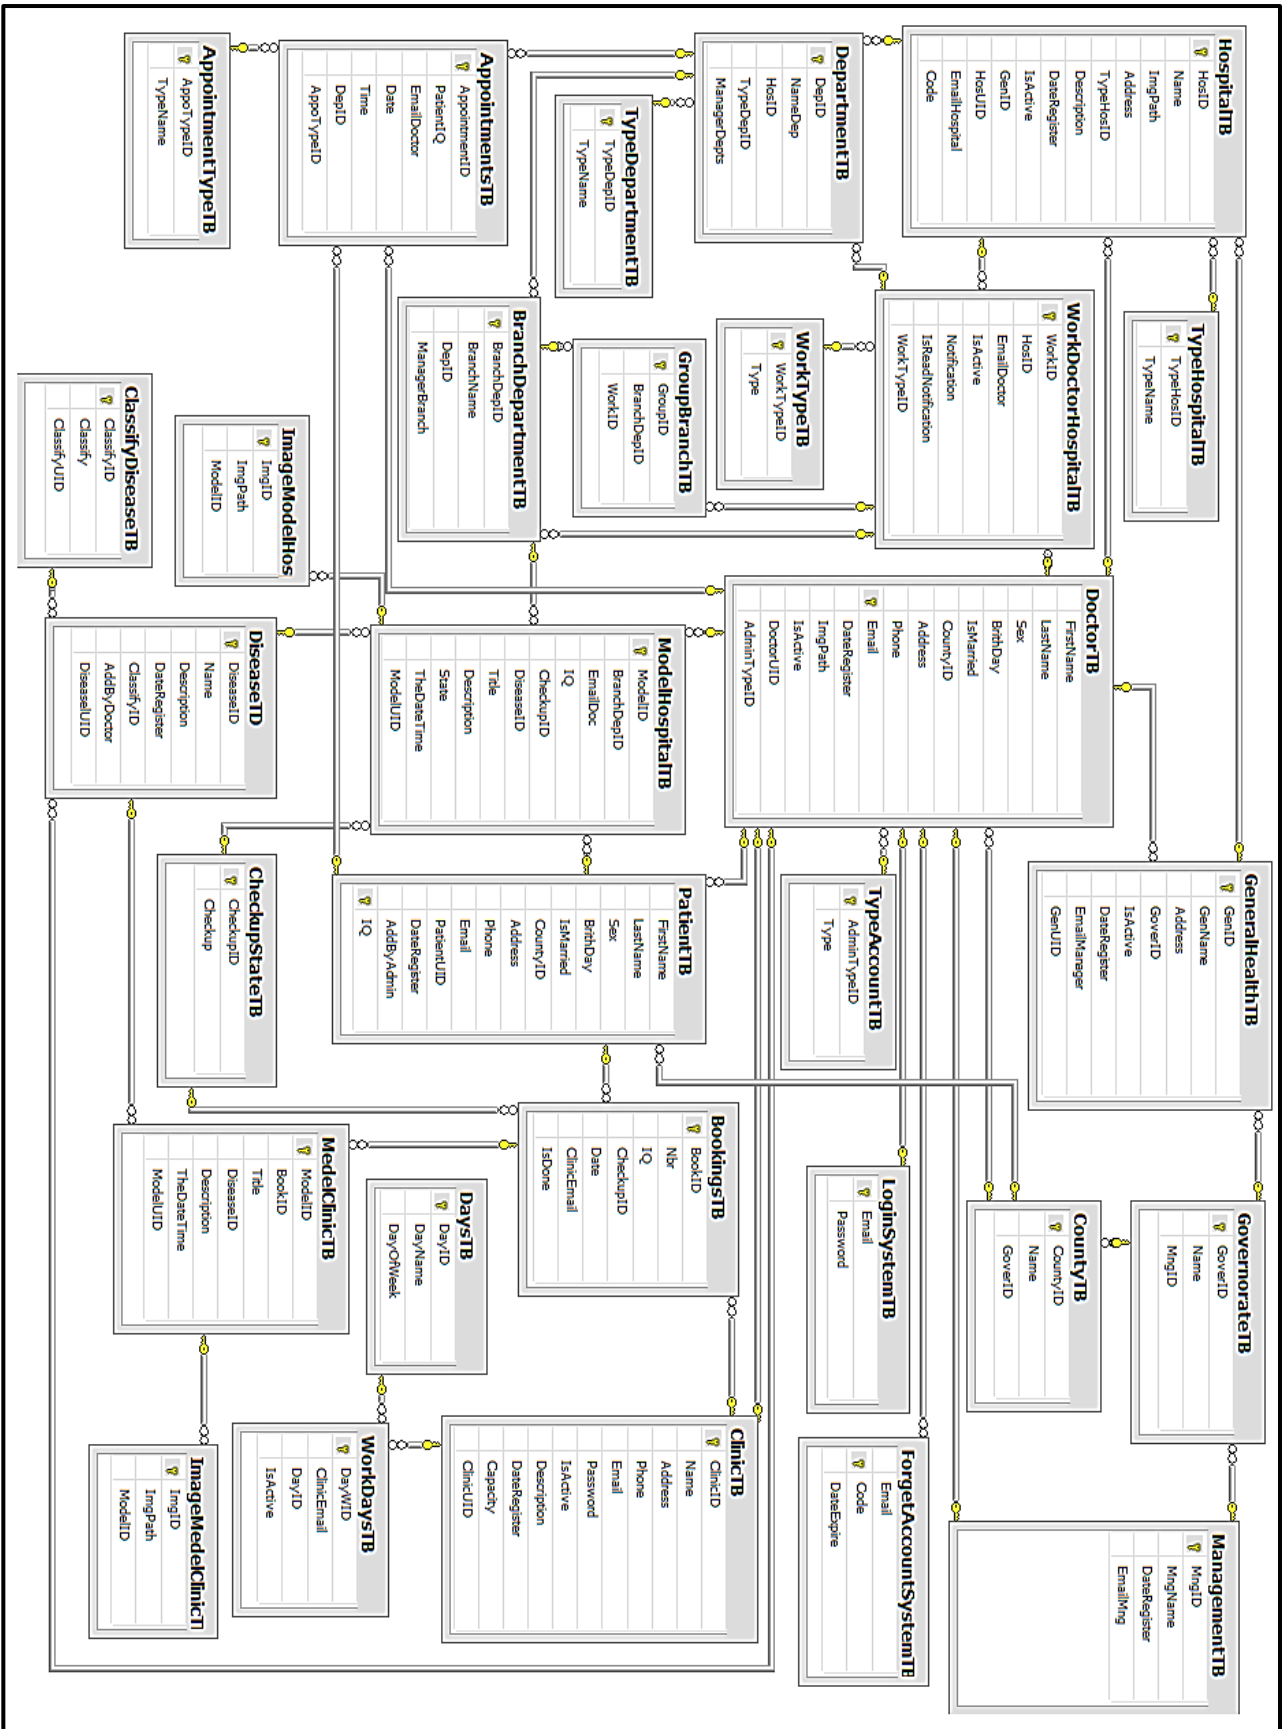 HospitalTB
HosID
Name
ImgPath
Address
TypeHosID
Description
DateRegister
IsActive
GenID
HosUID
EmailHospital
Code
TypeHospitalTB
TypeHosID
TypeName
GeneralHealthTB
GenID
GenName
Address
GoverID
IsActive
DateRegister
EmailManager
GenUID
GovernorateTB
GoverID
Name
MngID
ManagementTB
MngID
MngName
DateRegister
EmailMng
DepartmentTB
DepID
NameDep
HosID
TypeDepID
ManagerDepts
WorkDoctorHospitalTB
WorkID
HosID
EmailDoctor
IsActive
Notification
IsReadNotification
WorkTypeID
DoctorTB
FirstName
LastName
Sex
BrithDay
IsMarried
CountyID
Address
Phone
Email
DateRegister
ImgPath
IsActive
DoctorUID
AdminTypeID
CountyTB
CountyID
Name
GoverID
TypeDepartmentTB
TypeDepID
TypeName
WorkTypeTB
WorkTypeID
Type
TypeAccountTB
AdminTypeID
Type
LoginSystemTB
Email
Password
ForgetAccountSystemTB
Email
Code
DateExpire
GroupBranchTB
GroupID
BranchDepID
WorkID
AppointmentsTB
AppointmentID
PatientIQ
EmailDoctor
Date
Time
DepID
AppoTypeID
BranchDepartmentTB
BranchDepID
BranchName
DepID
ManagerBranch
ModelHospitalTB
ModelID
BranchDepID
EmailDoc
IQ
CheckupID
DiseaseID
Title
Description
State
TheDateTime
ModelUID
PatientTB
FirstName
LastName
Sex
BrithDay
IsMarried
CountyID
Address
Phone
Email
PatientUID
DateRegister
AddByAdmin
IQ
BookingsTB
BookID
Nbr
IQ
CheckupID
Date
ClinicEmail
IsDone
ClinicTB
ClinicID
Name
Address
Phone
Email
Password
IsActive
Description
DateRegister
Capacity
ClinicUID
DaysTB
DayID
DayName
DayOfWeek
AppointmentTypeTB
AppoTypeID
TypeName
ImageModelHos
ImgID
ImgPath
ModelID
DiseaseTD
DiseaseID
Name
Description
DateRegister
ClassifyID
AddByDoctor
DiseaselUID
CheckupStateTB
CheckupID
Checkup
MedelClinicTB
ModelID
BookID
Title
DiseaseID
Description
TheDateTime
ModelUID
WorkDaysTB
DayWID
ClinicEmail
DayID
IsActive
ClassifyDiseaseTB
ClassifyID
Classify
ClassifyUID
ImageMedelClinicTI
ImgID
ImgPath
ModelID